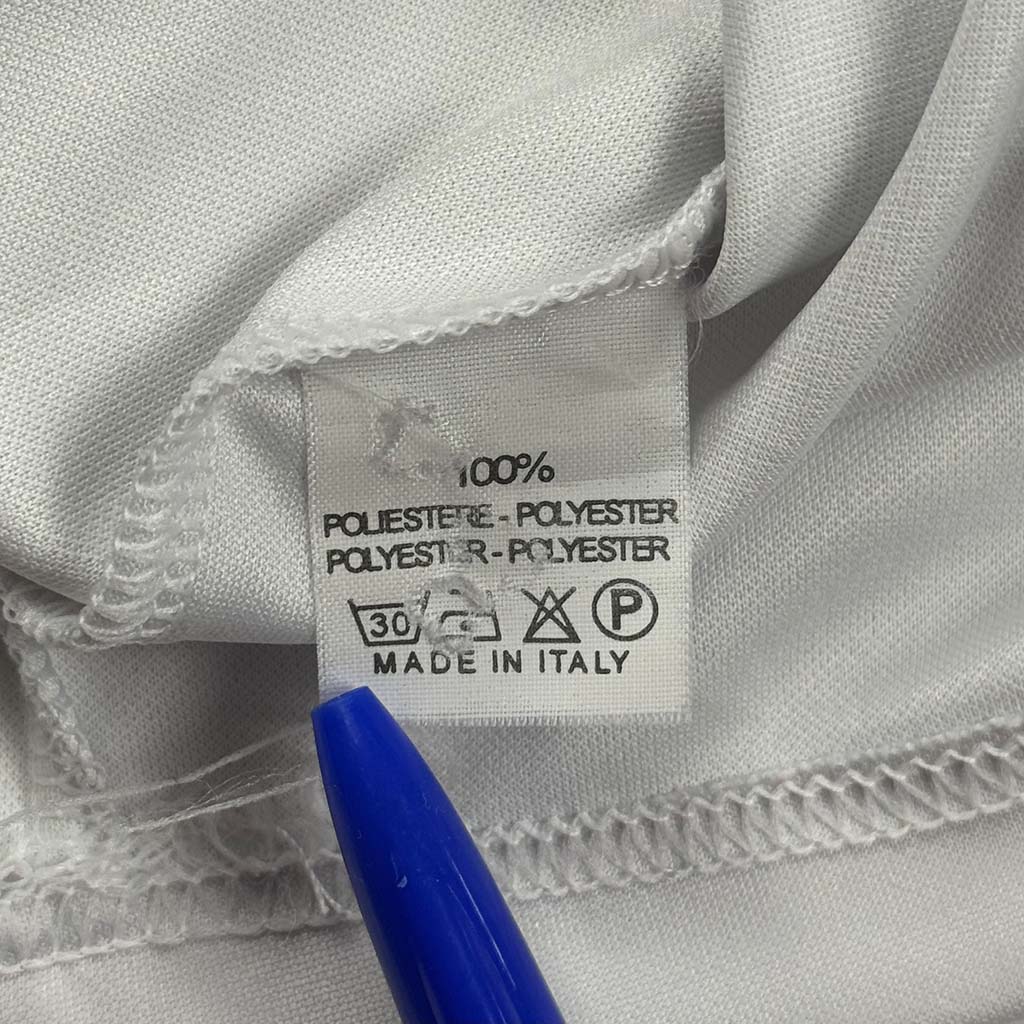 100%
POLIESTERE - POLYESTER
POLYESTER - POLYESTER
30 P
MADE IN ITALY